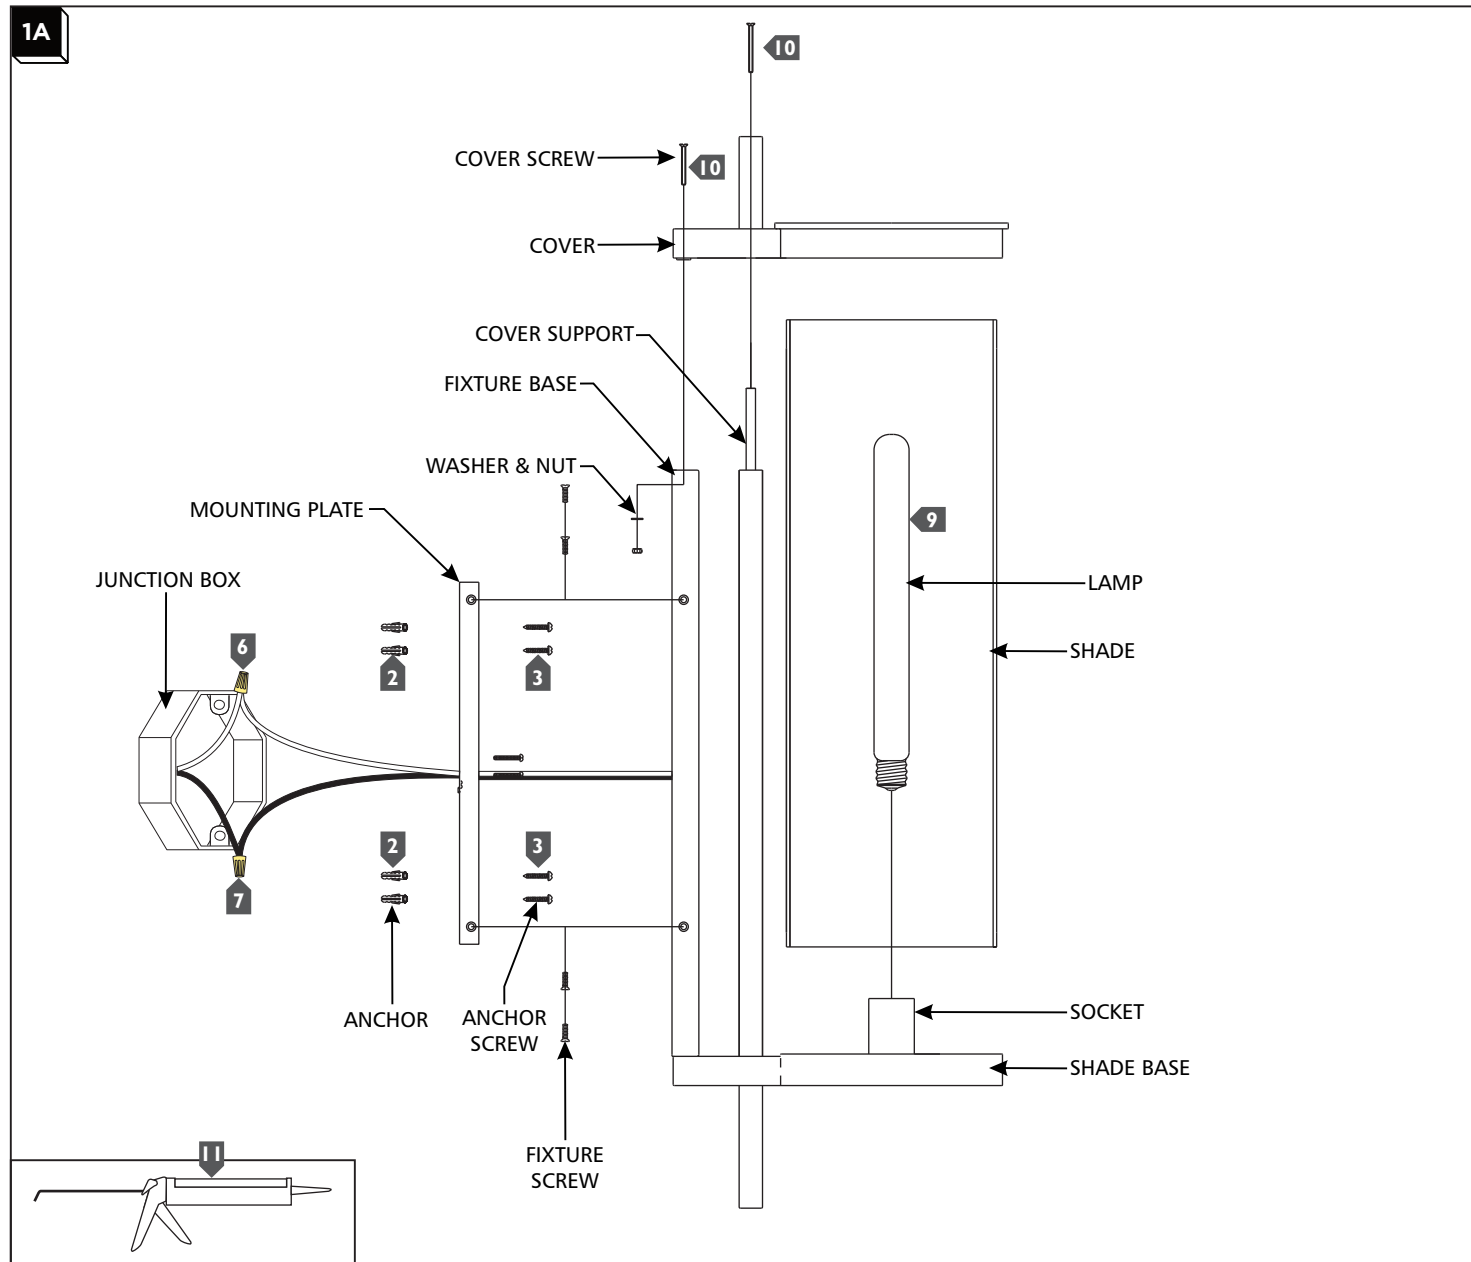 1A
10
COVER SCREW
10
COVER
COVER SUPPORT
FIXTURE BASE
WASHER & NUT
MOUNTING PLATE
9
JUNCTION BOX
LAMP
6
2
3
SHADE
2
3
7
ANCHOR
ANCHOR
SCREW
SOCKET
SHADE BASE
FIXTURE
SCREW
11